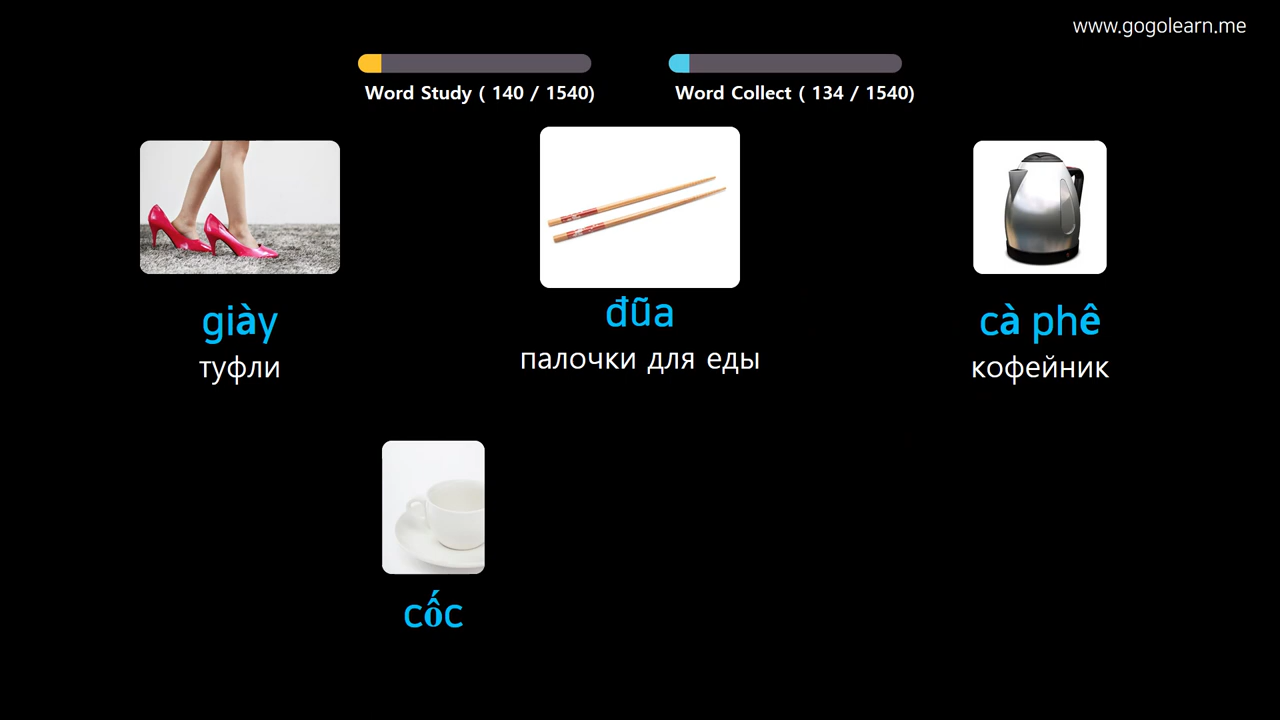 www.gogolearn.me
Word Study ( 140 / 1540)
Word Collect ( 134 / 1540)
giày
туфли
đũa
палочки для еды
cà phê
кофейник
cốc